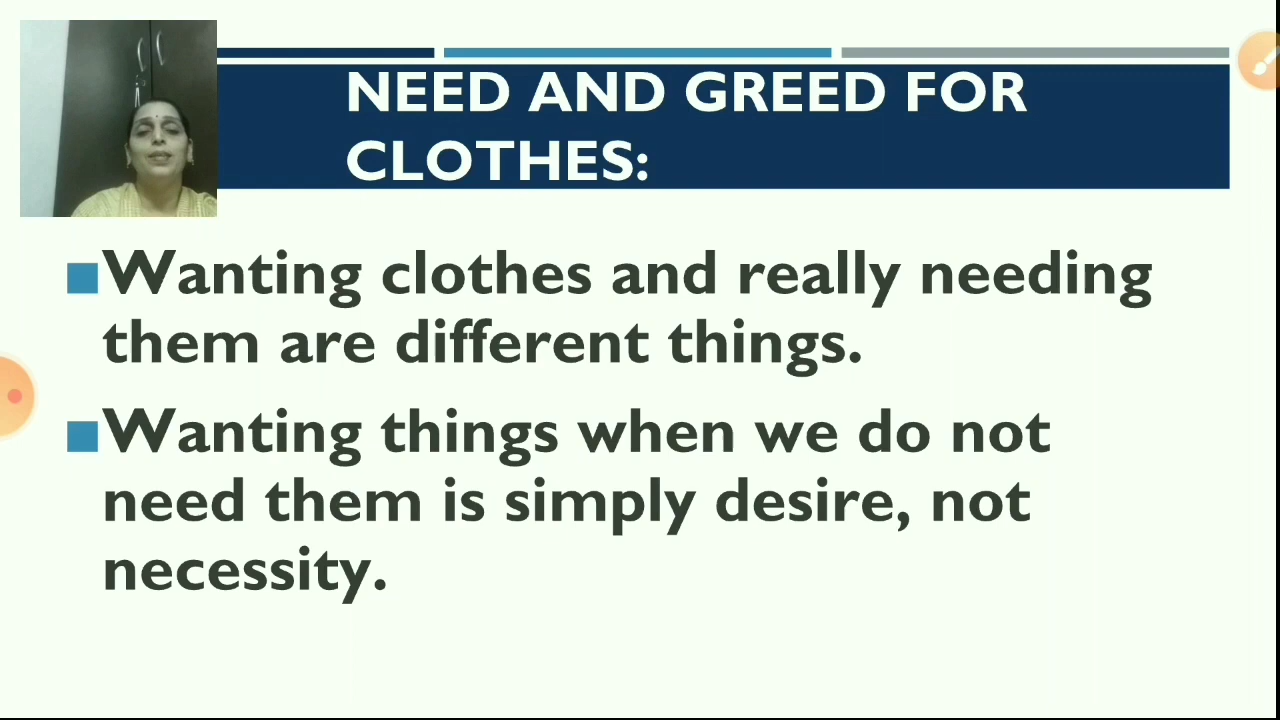 NEED AND GREED FOR
CLOTHES:
Wanting clothes and really needing
them are different things.
Wanting things when we do not
need them is simply desire, not
necessity.